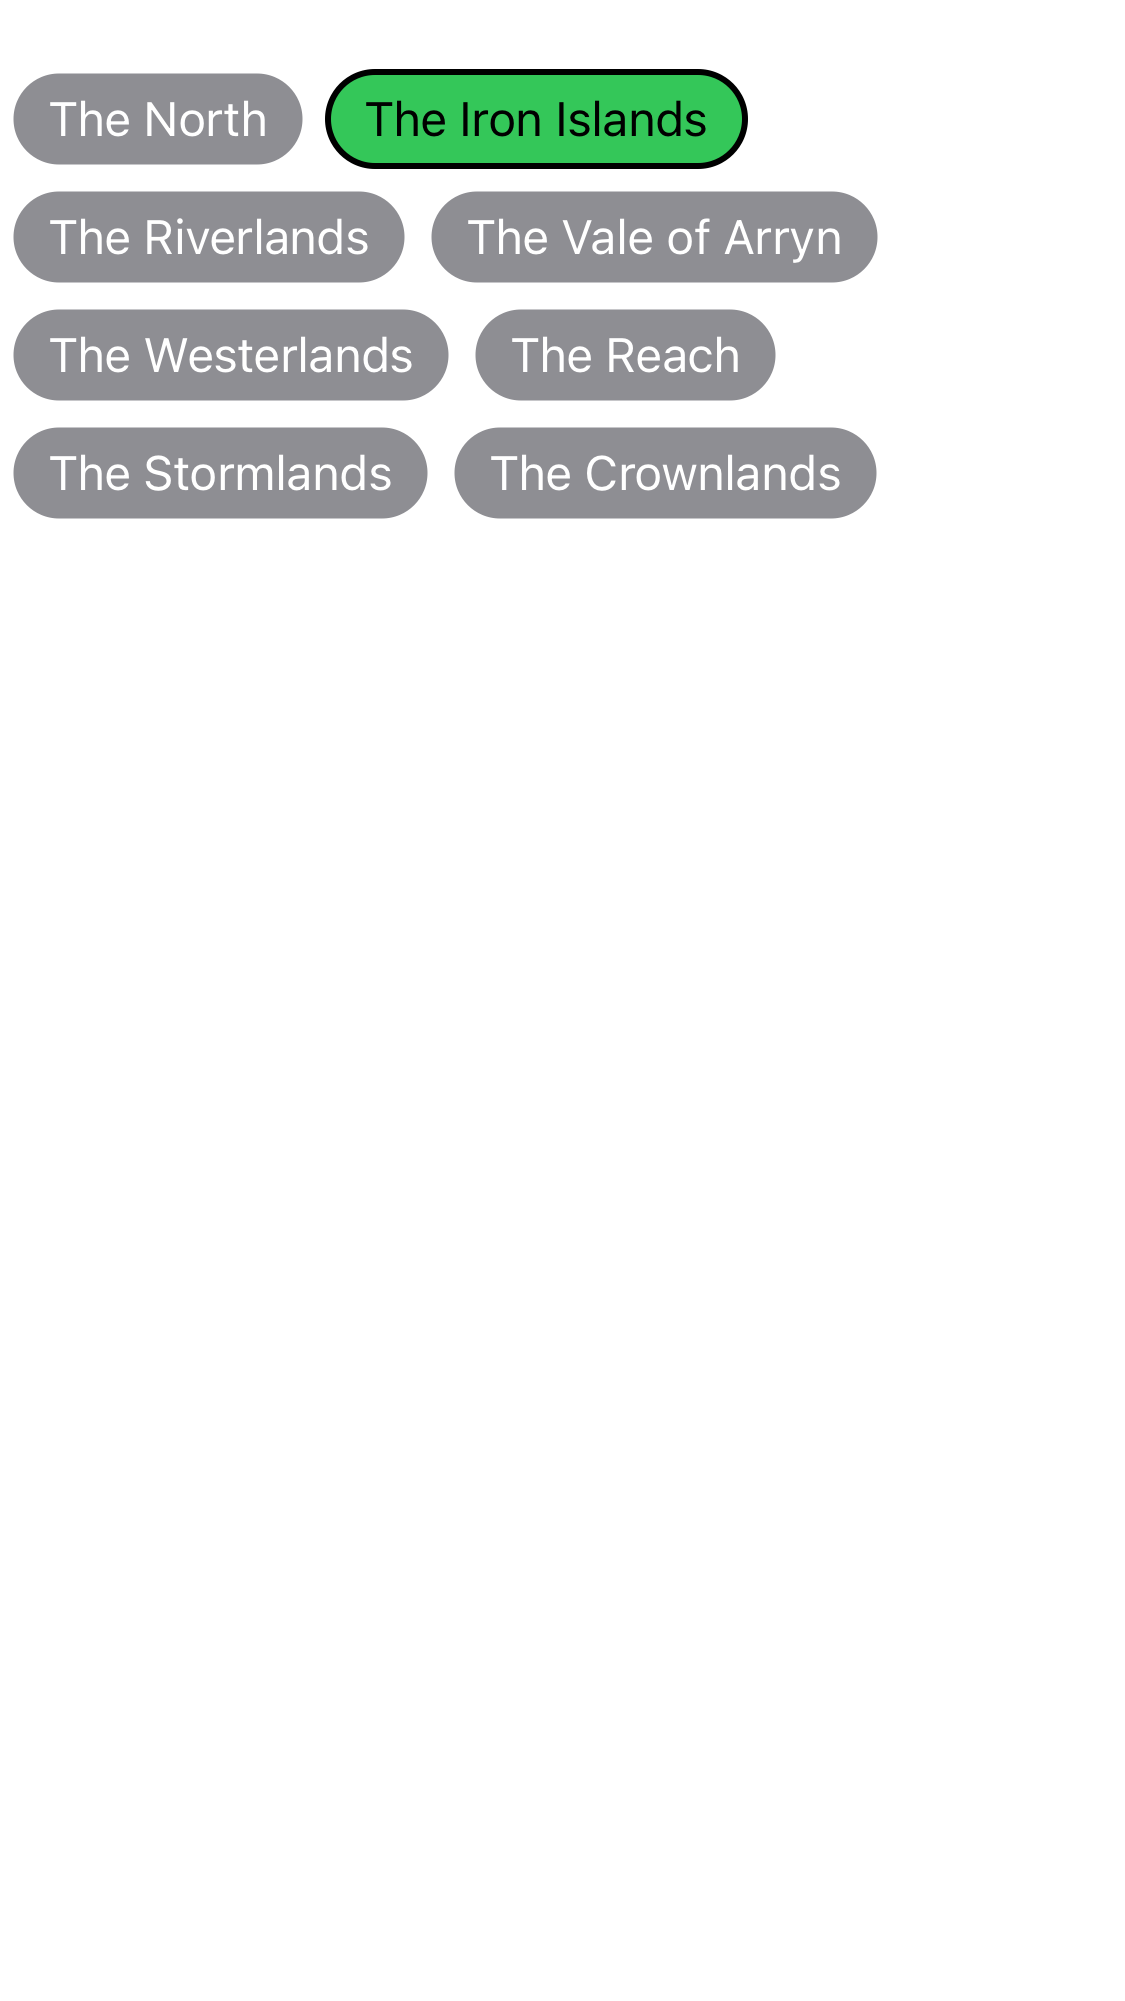 The North The Iron Islands
The Riverlands The Vale of Arryn
The Westerlands The Reach
The Stormlands The Crownlands